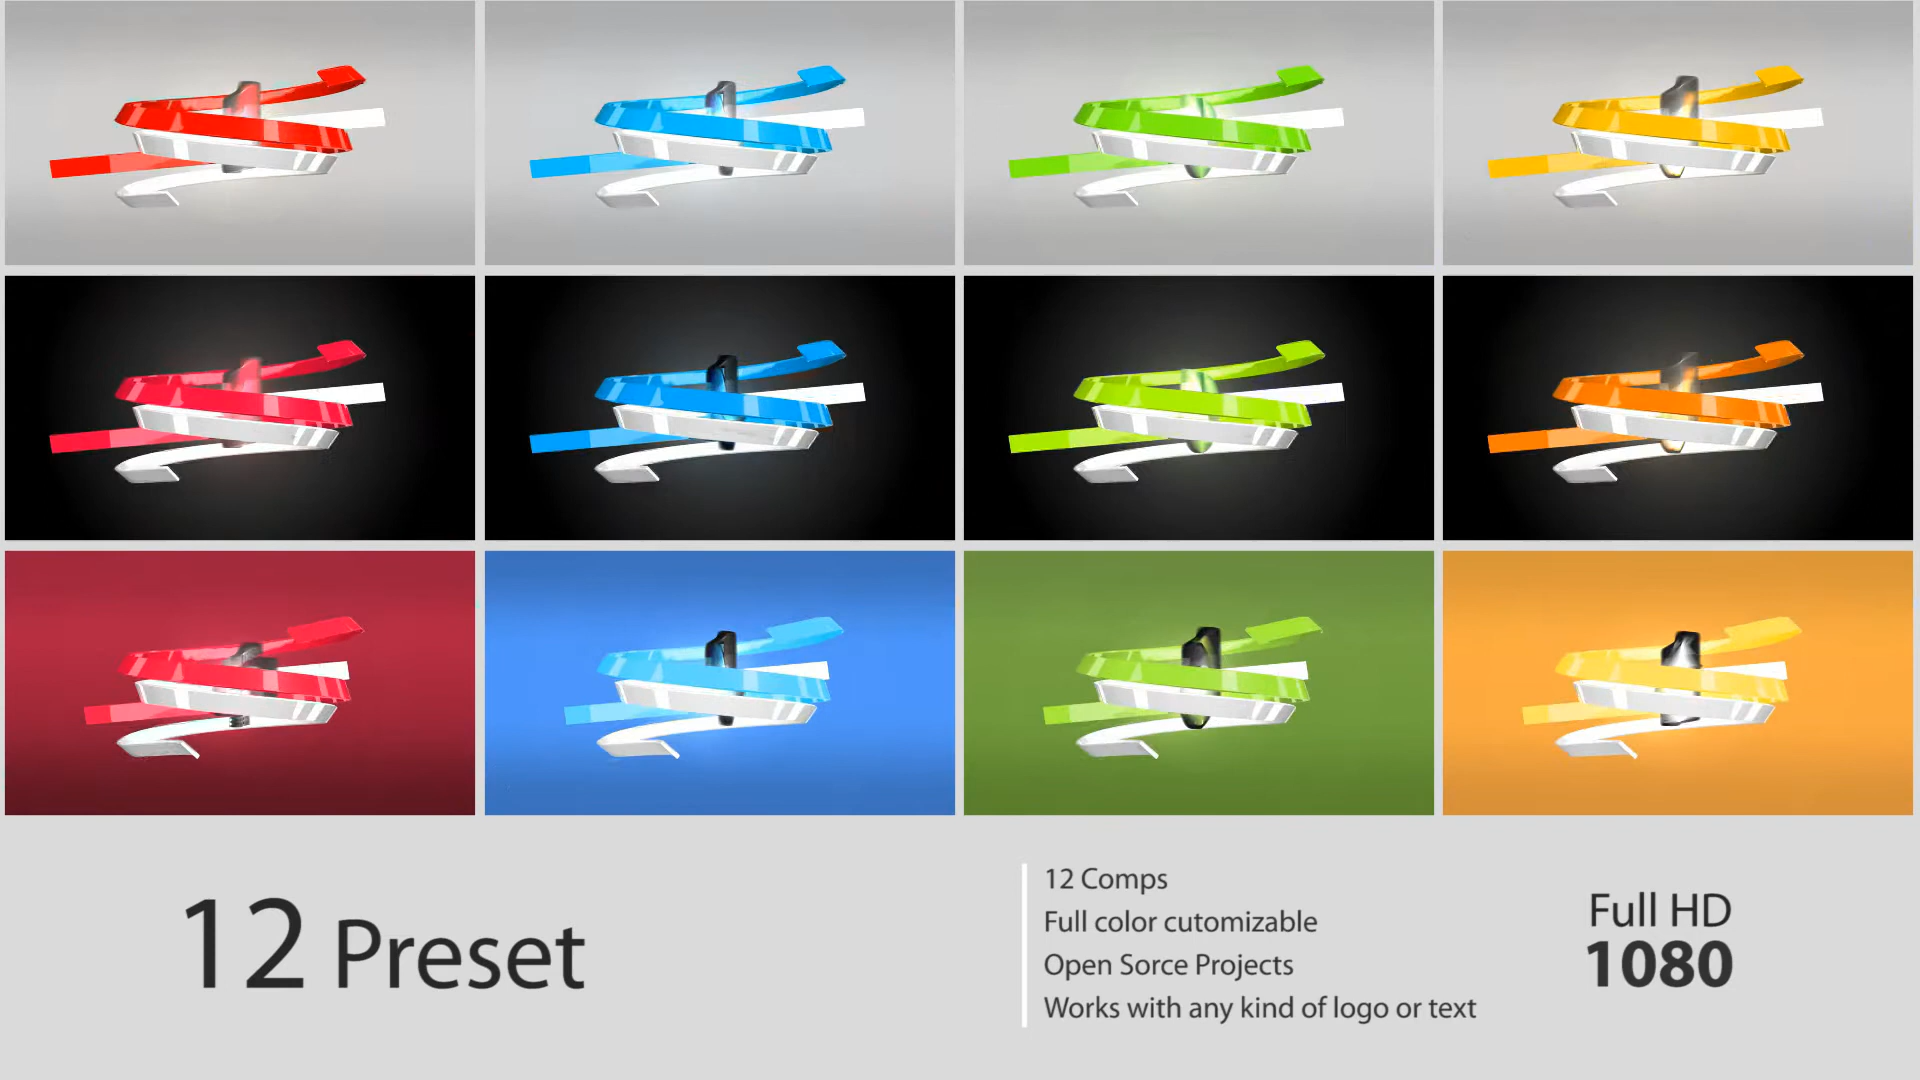 12 Preset
12 Comps
Full color cutomizable
Open Sorce Projects
Works with any kind of logo or text
Full HD
1080